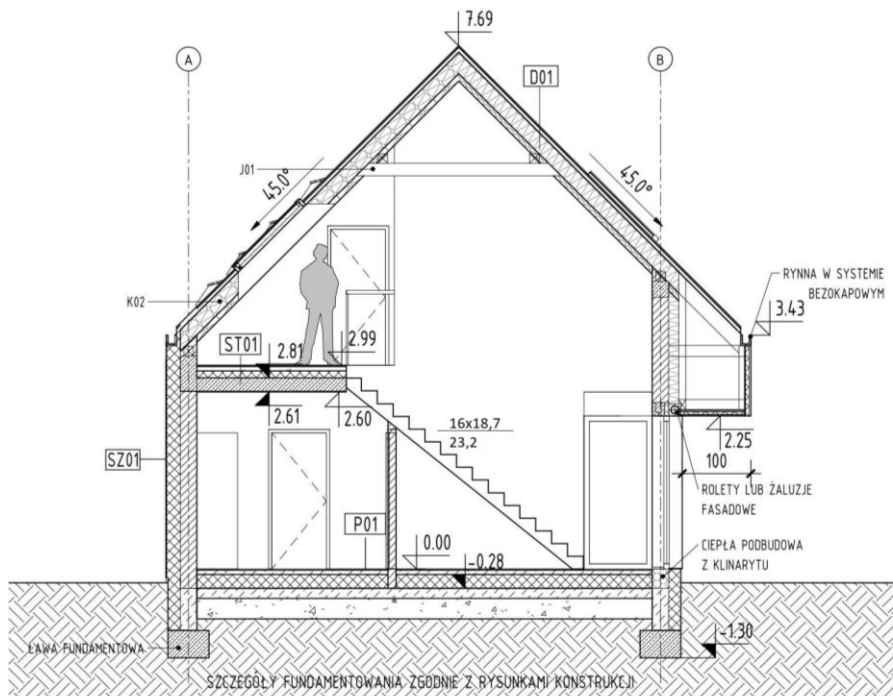 7.69
A
B
D01
J01
45.0°
45.0°
RYNNA W SYSTEMIE
BEZOKAPOWYM
K02
3.43
ST01
2.81
2.99
2.61
2.60
16x18,7
23,2
2.25
100
SZ01
ROLETY LUB ŻALUZJE
FASADOWE
P01
0.00
-0.28
CIEPŁA PODBUDOWA
Z KLINARYTU
-1.30
ŁAWA FUNDAMENTOWA
SZCZEGÓŁY FUNDAMENTOWANIA ZGODNIE Z RYSUNKAMI KONSTRUKCJI